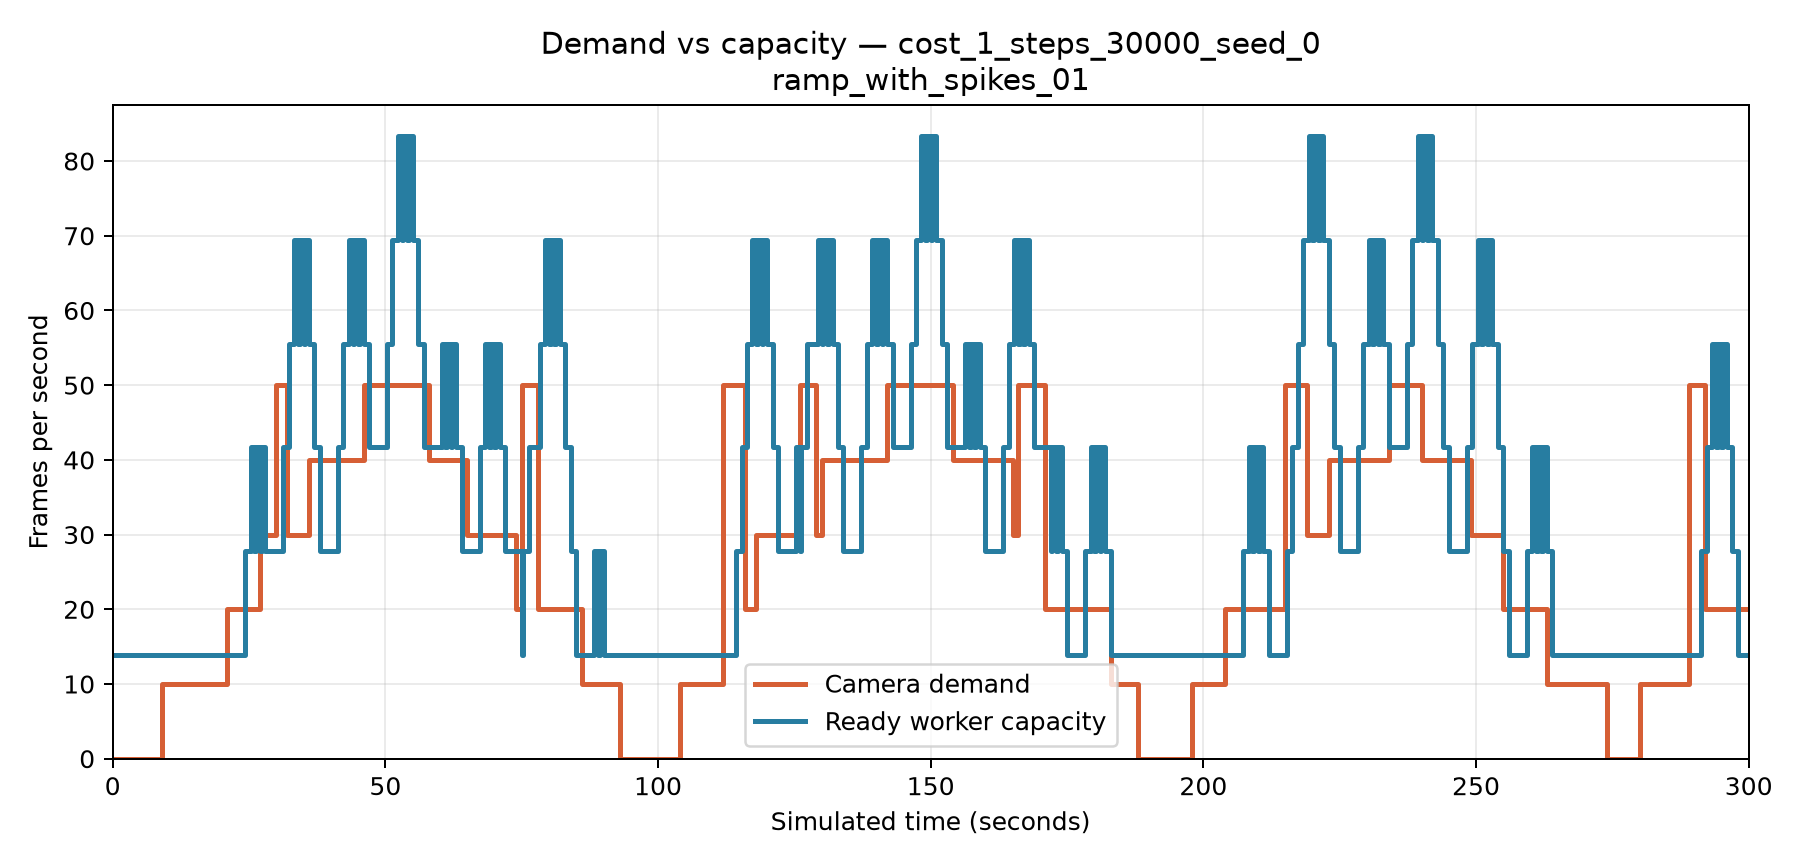 Demand vs capacity — cost_1_steps_30000_seed_0
ramp_with_spikes_01
Frames per second
80
70
60
50
40
30
20
10
0
Camera demand
Ready worker capacity
0 50 100 150 200 250 300
Simulated time (seconds)